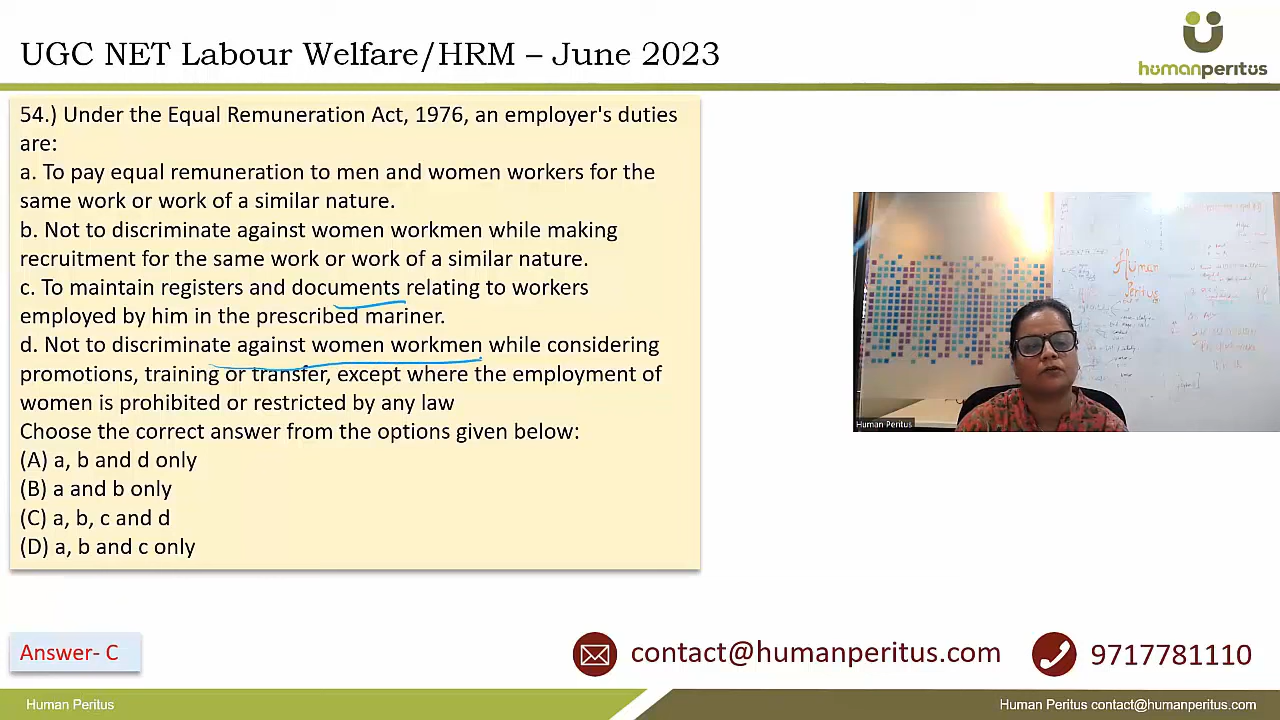 UGC NET Labour Welfare/HRM – June 2023
humanperitus
54.) Under the Equal Remuneration Act, 1976, an employer's duties
are:
a. To pay equal remuneration to men and women workers for the
same work or work of a similar nature.
b. Not to discriminate against women workmen while making
recruitment for the same work or work of a similar nature.
c. To maintain registers and documents relating to workers
employed by him in the prescribed mariner.
d. Not to discriminate against women workmen while considering
promotions, training or transfer, except where the employment of
women is prohibited or restricted by any law
Choose the correct answer from the options given below:
(A) a, b and d only
(B) a and b only
(C) a, b, c and d
(D) a, b and c only
Human
Peritus
Human Peritus
Answer- C
contact@humanperitus.com
9717781110
Human Peritus
Human Peritus contact@humanperitus.com